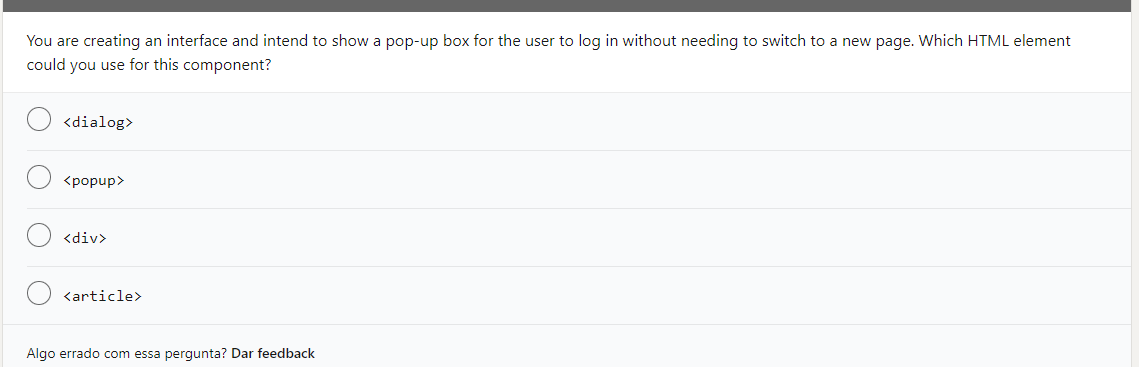 You are creating an interface and intend to show a pop-up box for the user to log in without needing to switch to a new page. Which HTML element
could you use for this component?
<dialog>
<popup>
<div>
<article>
Algo errado com essa pergunta? Dar feedback